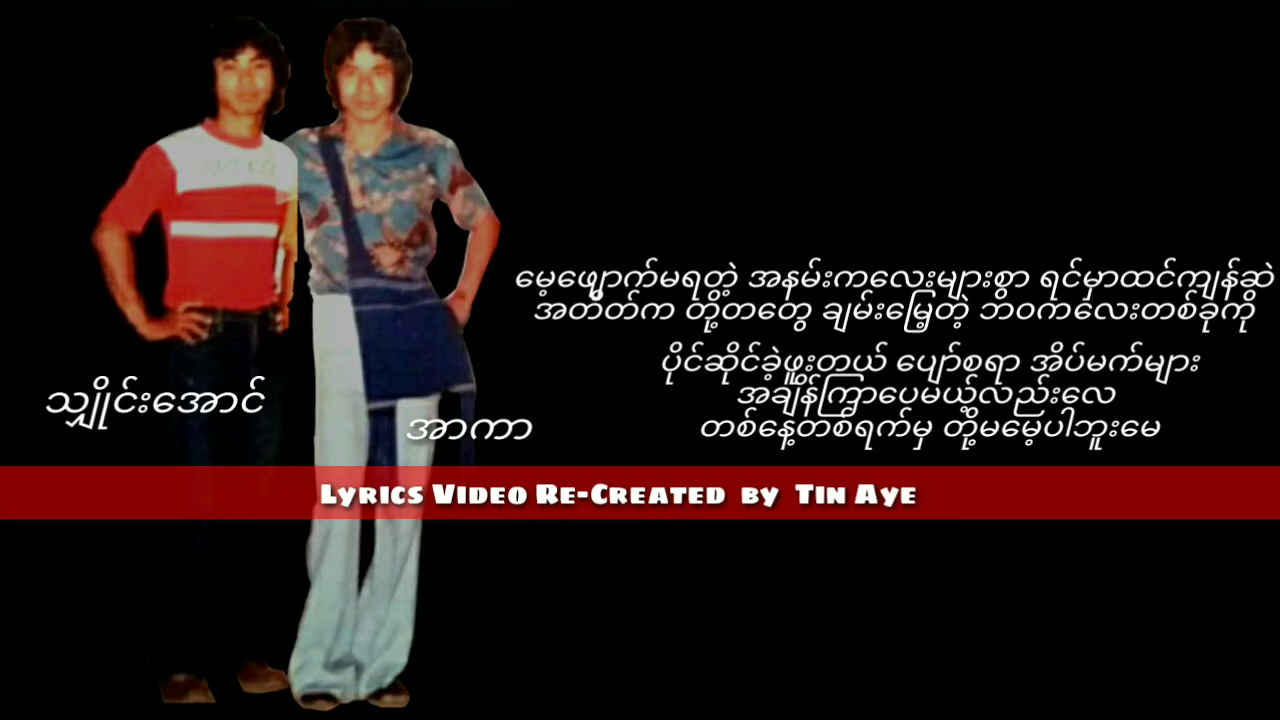 မေ့ဖျောက်မရတဲ့ အနမ်းကလေးများစွာ ရင်မှာထင်ကျန်ဆဲ
အတိတ်က တို့တတွေ ချမ်းမြေ့တဲ့ ဘဝကလေးတစ်ခုကို
ပိုင်ဆိုင်ခဲ့ဖူးတယ် ပျော်စရာ အိပ်မက်များ
အချိန်ကြာပေမယ့်လည်းလေ
တစ်နေ့တစ်ရက်မှ တို့မမေ့ပါဘူးမေ
သျှိုင်းအောင်
အာကာ
Lyrics Video Re-Created by Tin Aye